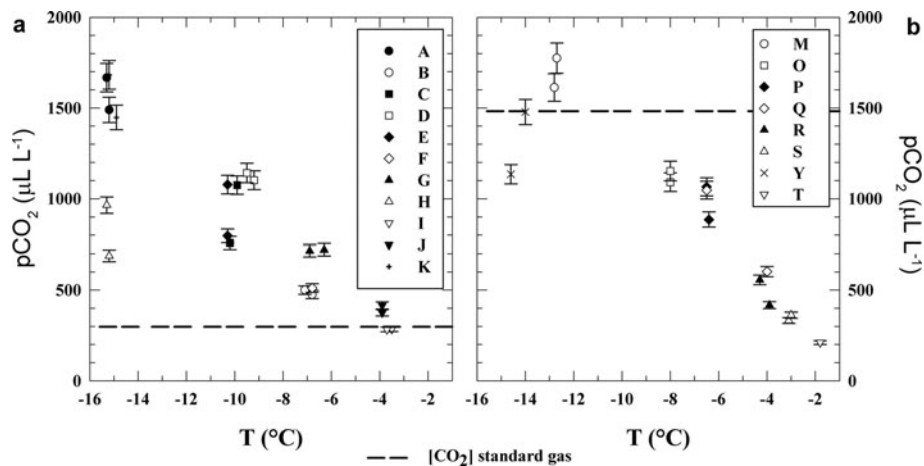 a
2000
1500
1000
500
0
pCO₂ (µL L⁻¹)
-16 -14 -12 -10 -8 -6 -4 -2
T (°C)
A
B
C
D
E
F
G
H
I
J
K
b
2000
1500
1000
500
0
pCO₂ (µL L⁻¹)
-16 -14 -12 -10 -8 -6 -4 -2
T (°C)
M
O
P
Q
R
S
Y
T
[CO₂] standard gas